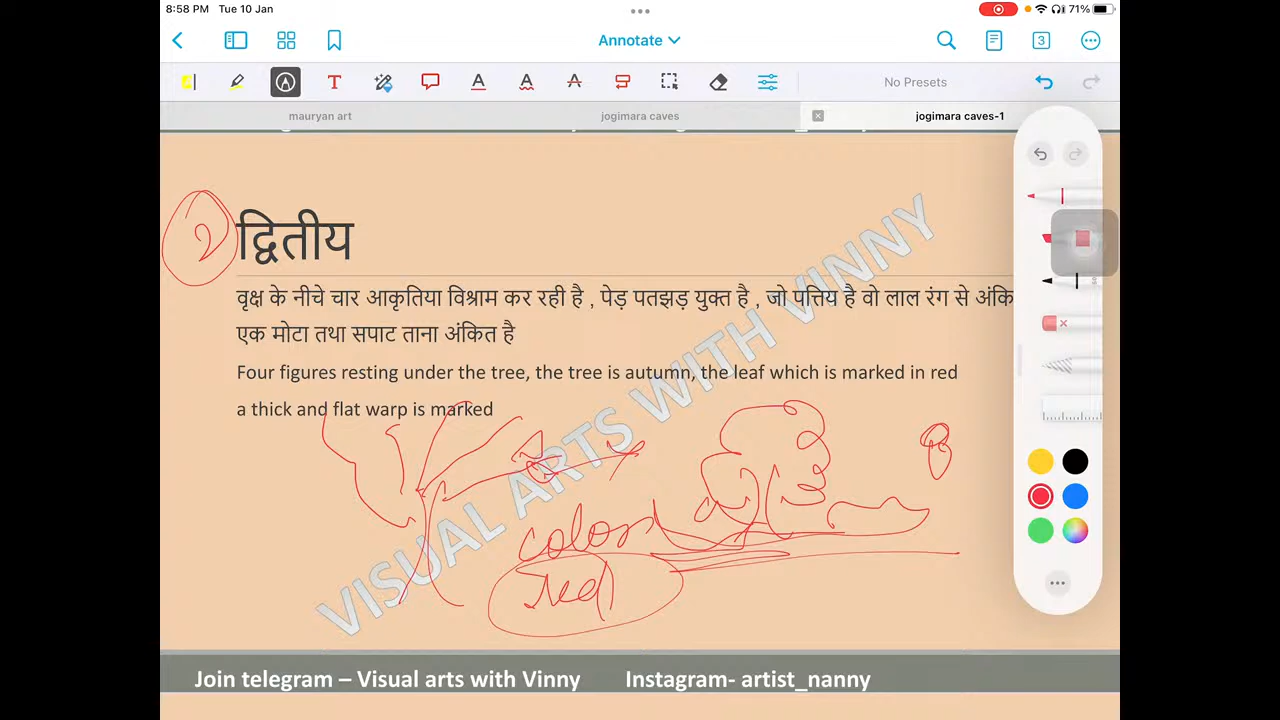 8:58 PM Tue 10 Jan
71%
Annotate
3
No Presets
mauryan art
jogimara caves
jogimara caves-1
२
द्वितीय
वृक्ष के नीचे चार आकृतिया विश्राम कर रही है , पेड़ पतझड़ युक्त है , जो पत्तिय है वो लाल रंग से अंकि
एक मोटा तथा सपाट ताना अंकित है
Four figures resting under the tree, the tree is autumn, the leaf which is marked in red
a thick and flat warp is marked
color
red
VISUAL ARTS WITH VINNY
Join telegram – Visual arts with Vinny Instagram- artist_nanny